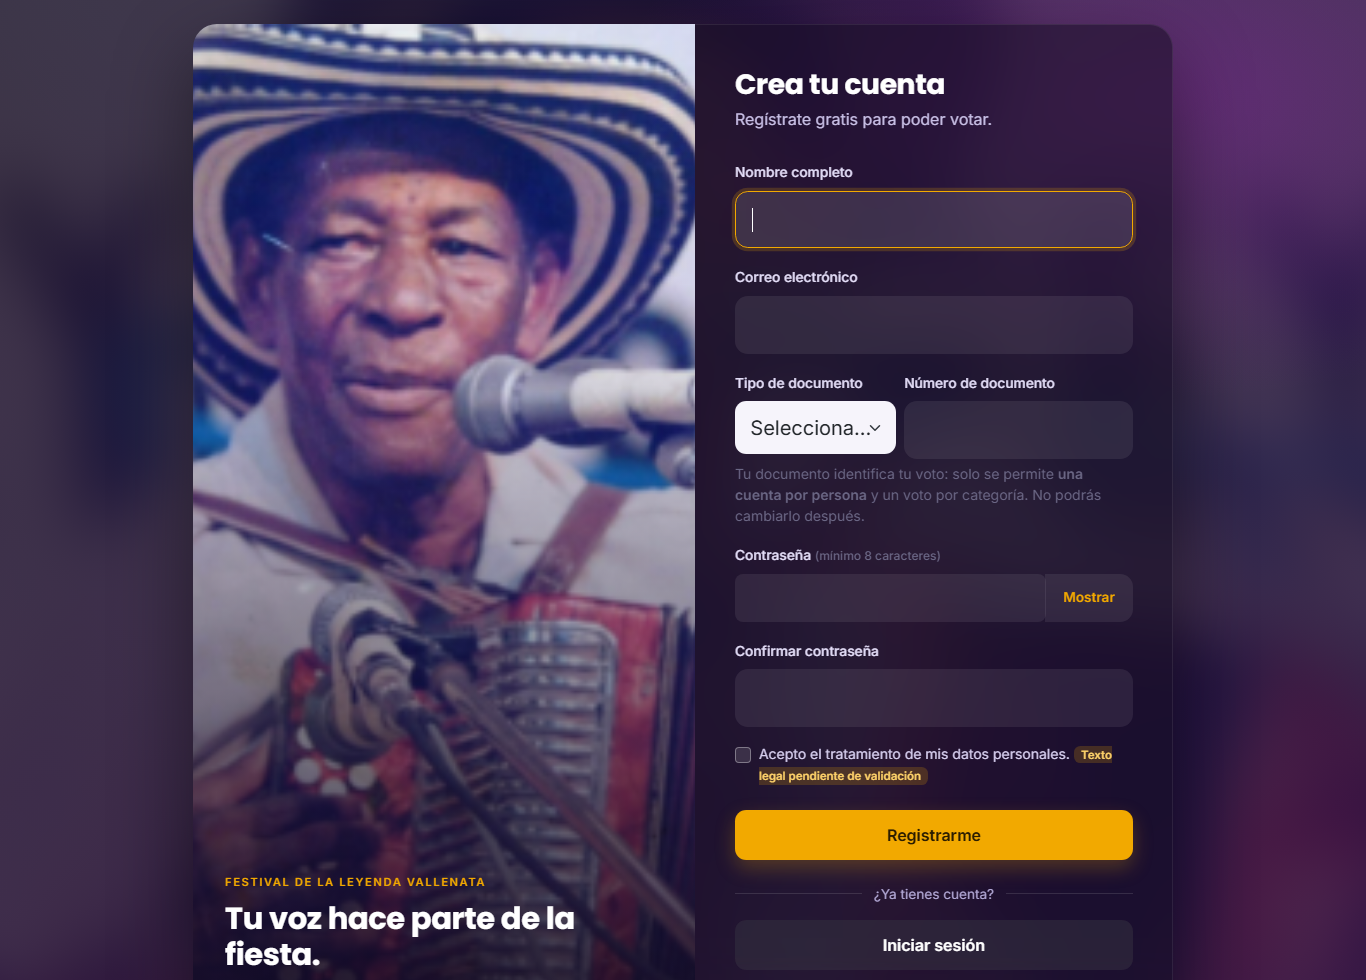 Crea tu cuenta
Regístrate gratis para poder votar.
Nombre completo
Correo electrónico
Tipo de documento
Número de documento
Selecciona...
Tu documento identifica tu voto: solo se permite una
cuenta por persona y un voto por categoría. No podrás
cambiarlo después.
Contraseña (mínimo 8 caracteres)
Mostrar
Confirmar contraseña
Acepto el tratamiento de mis datos personales. Texto
legal pendiente de validación
Registrarme
¿Ya tienes cuenta?
Iniciar sesión
FESTIVAL DE LA LEYENDA VALLENATA
Tu voz hace parte de la
fiesta.